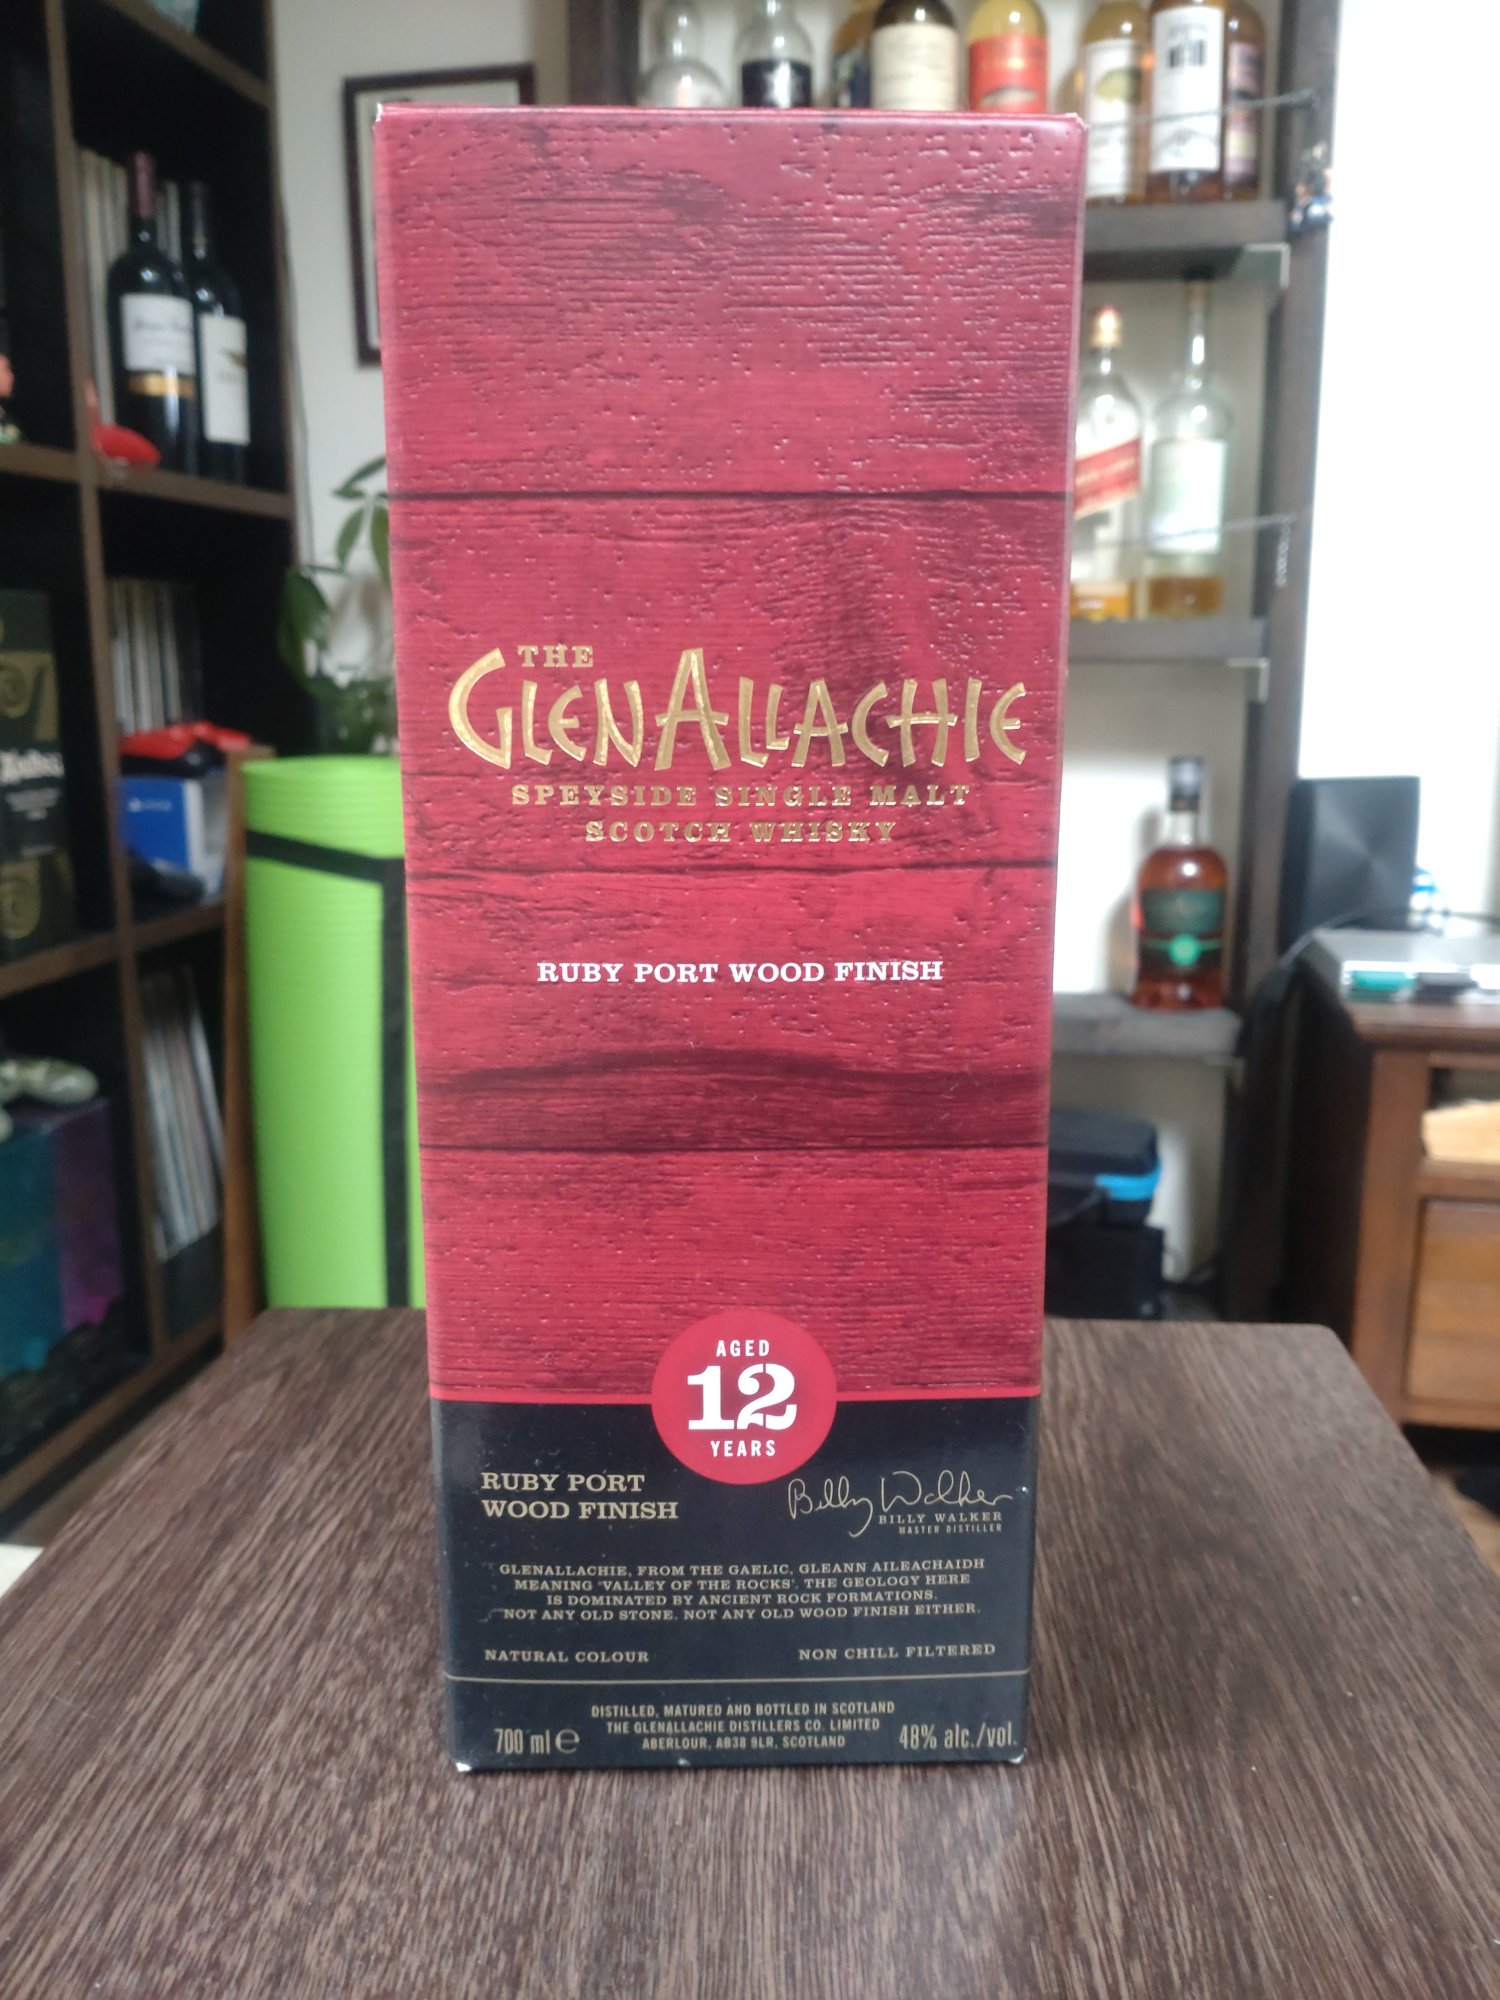 THE
GLENALLACHIE
SPEYSIDE SINGLE MALT
SCOTCH WHISKY
RUBY PORT WOOD FINISH
AGED
12
YEARS
RUBY PORT
WOOD FINISH
Billy Walker
BILLY WALKER
MASTER DISTILLER
GLENALLACHIE, FROM THE GAELIC, GLEANN AILEACHAIDH
MEANING 'VALLEY OF THE ROCKS'. THE GEOLOGY HERE
IS DOMINATED BY ANCIENT ROCK FORMATIONS.
NOT ANY OLD STONE. NOT ANY OLD WOOD FINISH EITHER.
NATURAL COLOUR
NON CHILL FILTERED
DISTILLED, MATURED AND BOTTLED IN SCOTLAND
THE GLENALLACHIE DISTILLERS CO. LIMITED
ABERLOUR, AB38 9LR, SCOTLAND
700 ml e
48% alc./vol.